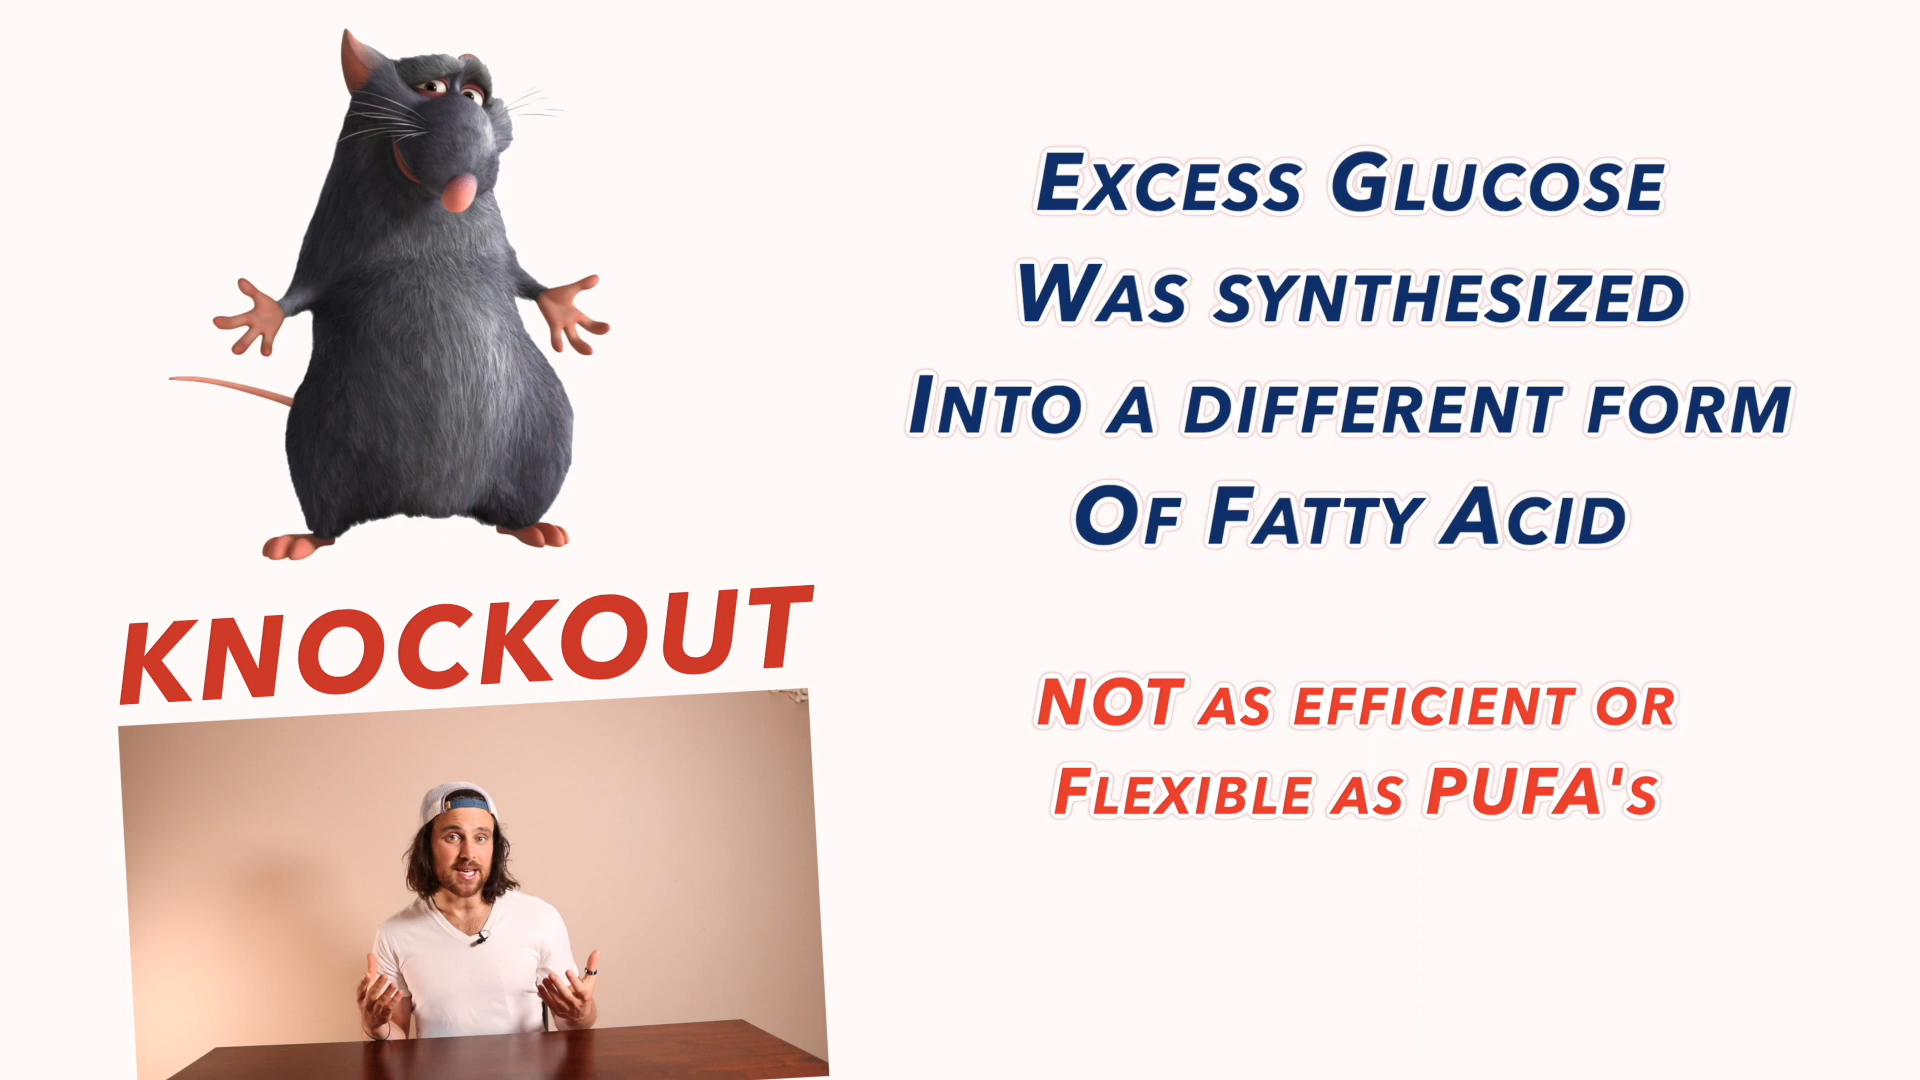 Excess Glucose
Was synthesized
Into a different form
Of Fatty Acid
KNOCKOUT
NOT as efficient or
Flexible as PUFA's